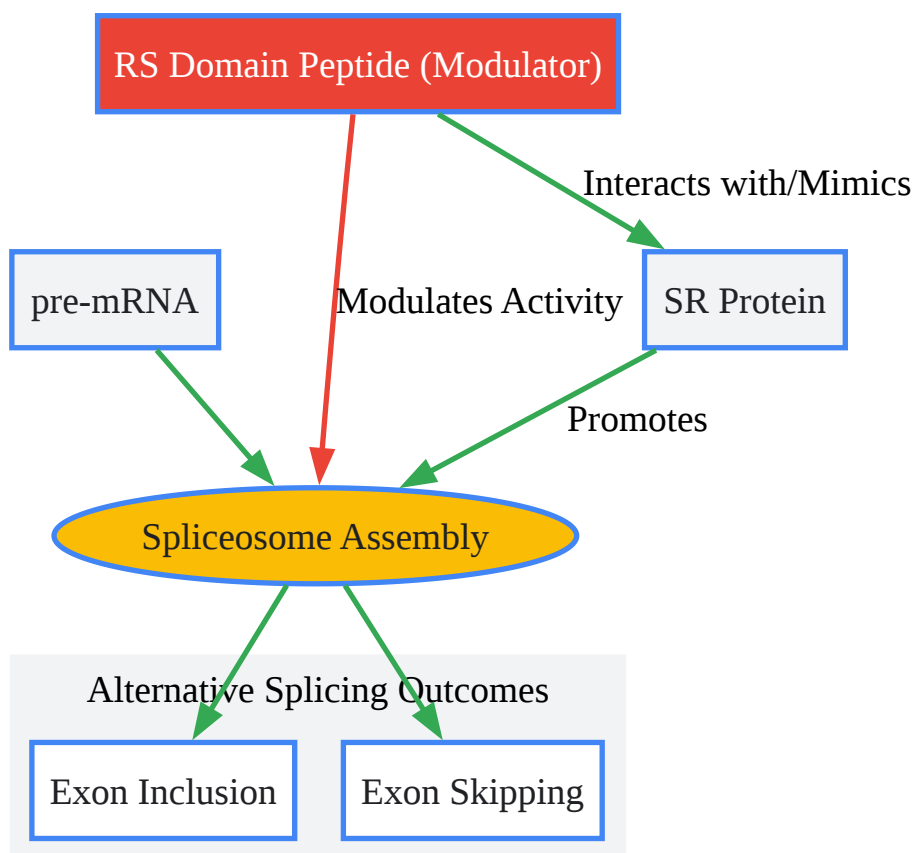 RS Domain Peptide (Modulator)
Interacts with/Mimics
pre-mRNA
Modulates Activity
SR Protein
Promotes
Spliceosome Assembly
Alternative Splicing Outcomes
Exon Inclusion
Exon Skipping